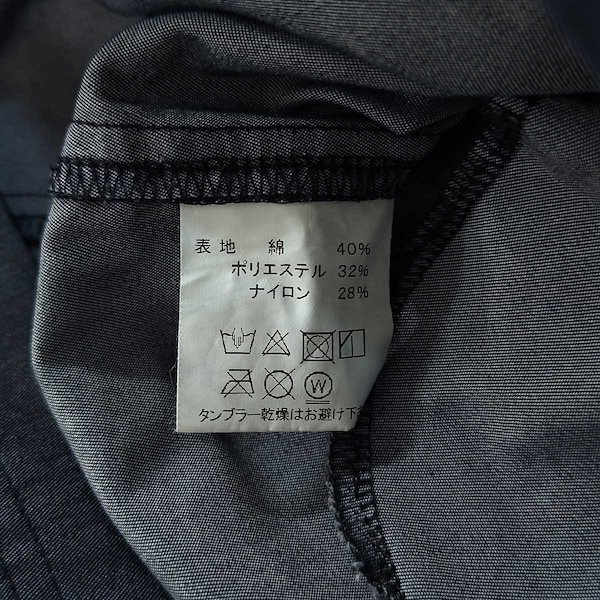 表地 綿 40%
ポリエステル 32%
ナイロン 28%
W
タンブラー乾燥はお避け下